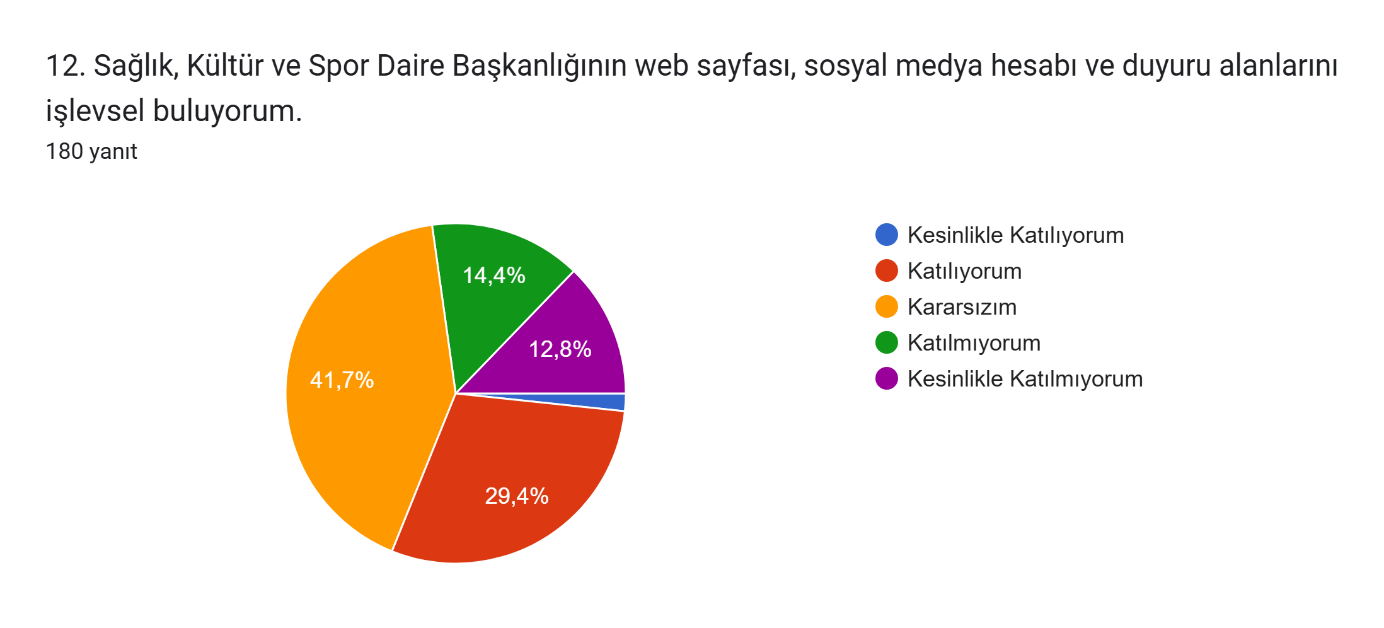 12. Sağlık, Kültür ve Spor Daire Başkanlığının web sayfası, sosyal medya hesabı ve duyuru alanlarını
işlevsel buluyorum.
180 yanıt
14,4%
12,8%
41,7%
29,4%
Kesinlikle Katılıyorum
Katılıyorum
Kararsızım
Katılmıyorum
Kesinlikle Katılmıyorum